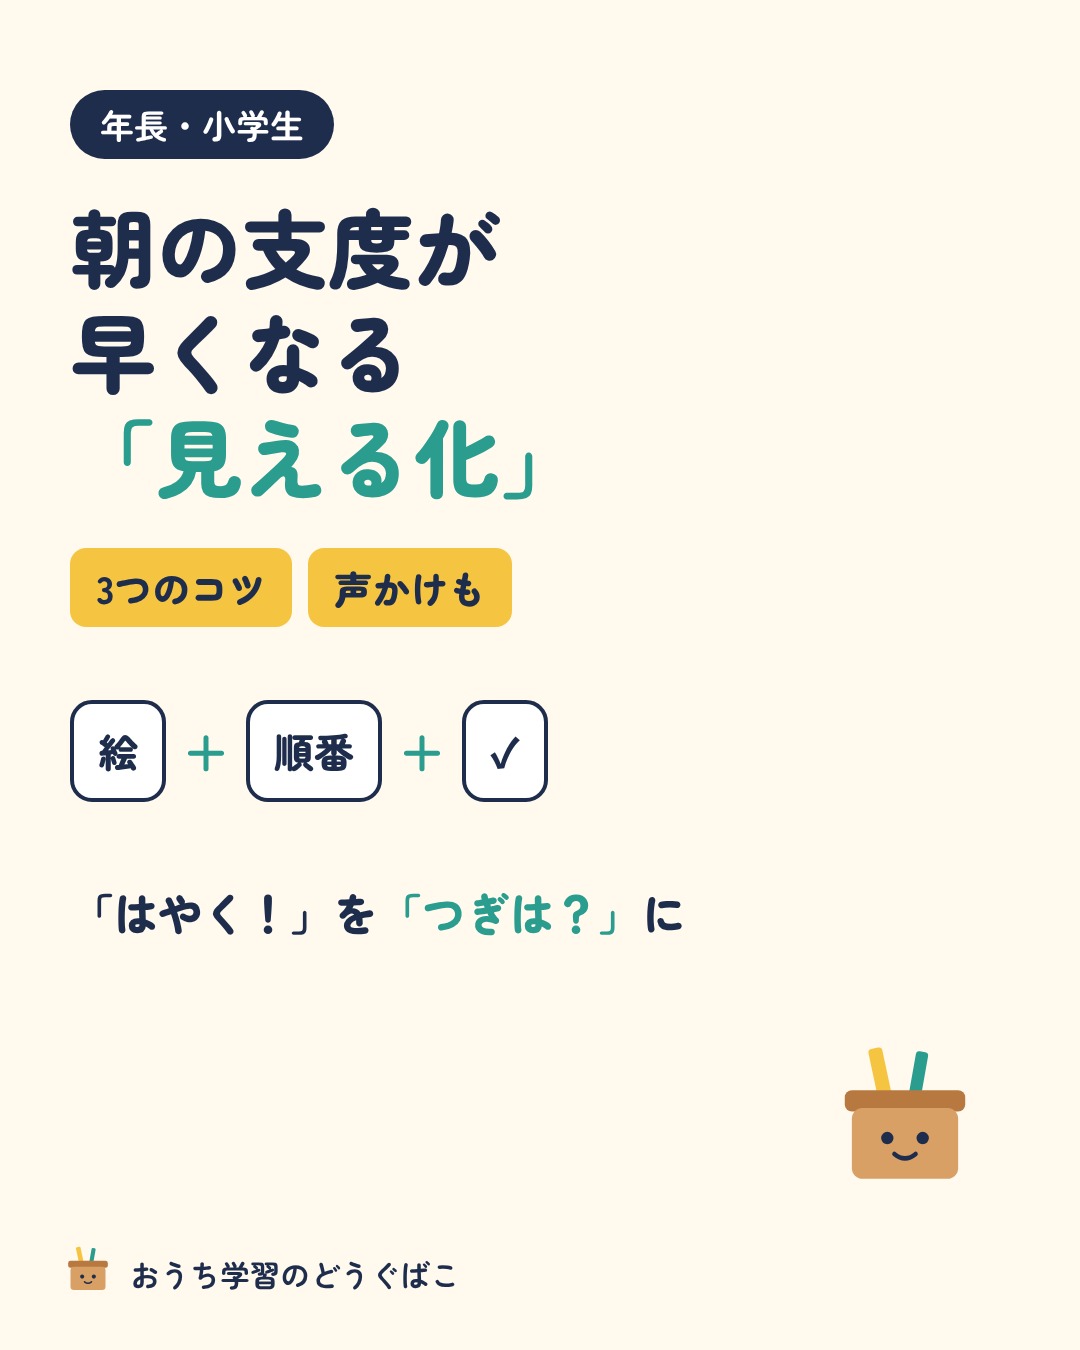 年長・小学生
朝の支度が
早くなる
「見える化」
3つのコツ 声かけも
絵 + 順番 + ✓
「はやく！」を「つぎは？」に
おうち学習のどうぐばこ